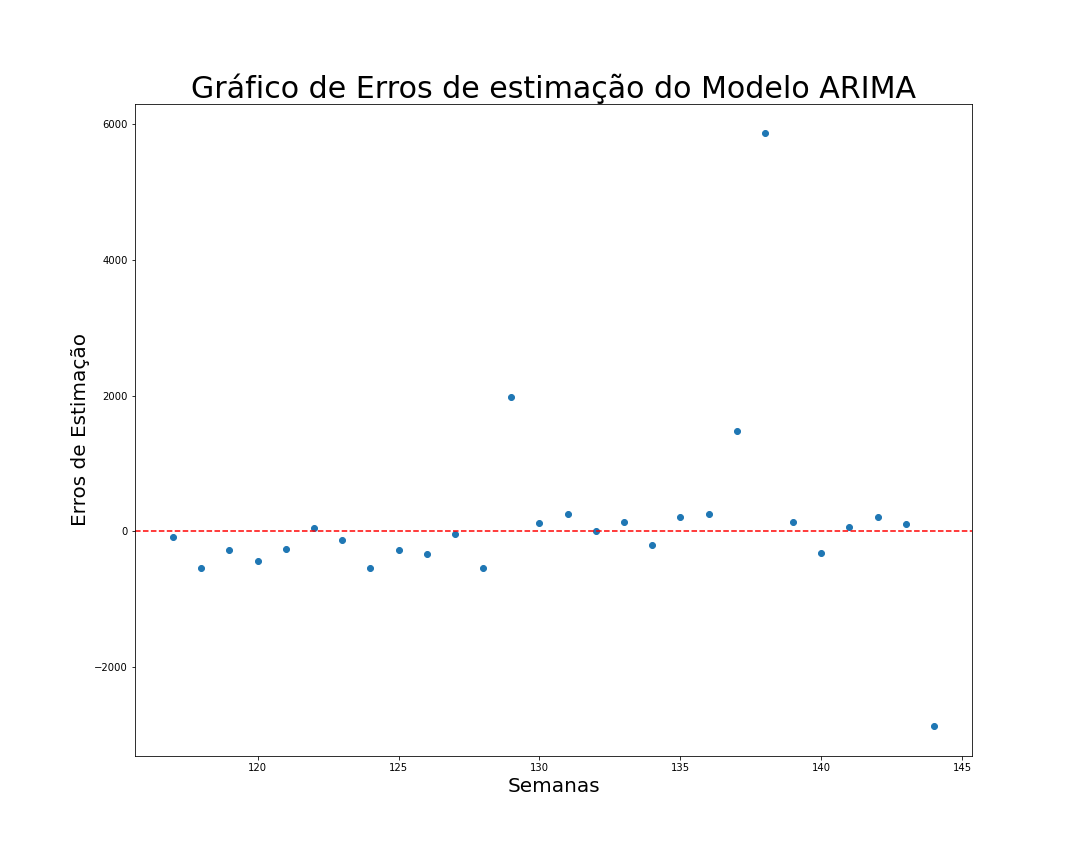 Gráfico de Erros de estimação do Modelo ARIMA
6000
4000
2000
0
−2000
Erros de Estimação
120 125 130 135 140 145
Semanas